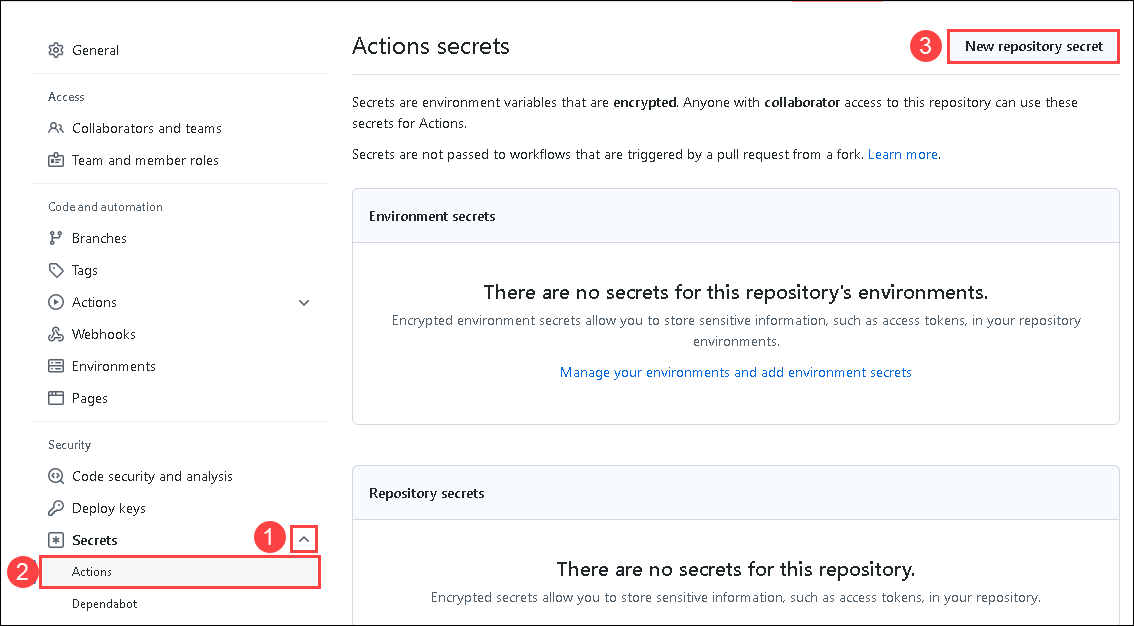 General
Access
Collaborators and teams
Team and member roles
Code and automation
Branches
Tags
Actions
Webhooks
Environments
Pages
Security
Code security and analysis
Deploy keys
Secrets
1
2
Actions
Dependabot
Actions secrets
3
New repository secret
Secrets are environment variables that are encrypted. Anyone with collaborator access to this repository can use these
secrets for Actions.
Secrets are not passed to workflows that are triggered by a pull request from a fork. Learn more.
Environment secrets
There are no secrets for this repository's environments.
Encrypted environment secrets allow you to store sensitive information, such as access tokens, in your repository
environments.
Manage your environments and add environment secrets
Repository secrets
There are no secrets for this repository.
Encrypted secrets allow you to store sensitive information, such as access tokens, in your repository.